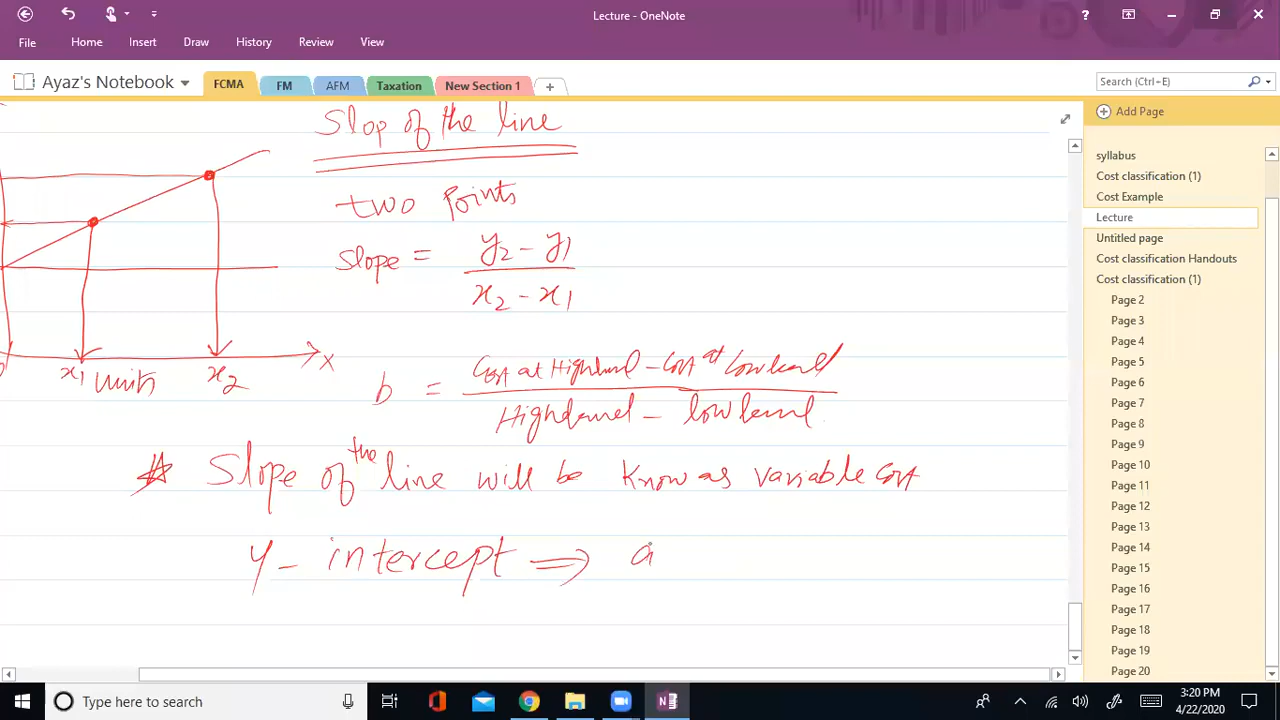 Lecture - OneNote
File Home Insert Draw History Review View
Ayaz's Notebook FCMA FM AFM Taxation New Section 1
Search (Ctrl+E)
Add Page
syllabus
Cost classification (1)
Cost Example
Lecture
Untitled page
Cost classification Handouts
Cost classification (1)
Page 2
Page 3
Page 4
Page 5
Page 6
Page 7
Page 8
Page 9
Page 10
Page 11
Page 12
Page 13
Page 14
Page 15
Page 16
Page 17
Page 18
Page 19
Page 20
Slop of the line
two points
slope = y2 - y1
x2 - x1
x
x1 units x2
b = Cost at High level - Cost at Low level
High level - low level
Slope of the line will be know as variable cost
y - intercept ⇒ a
Type here to search
3:20 PM
4/22/2020